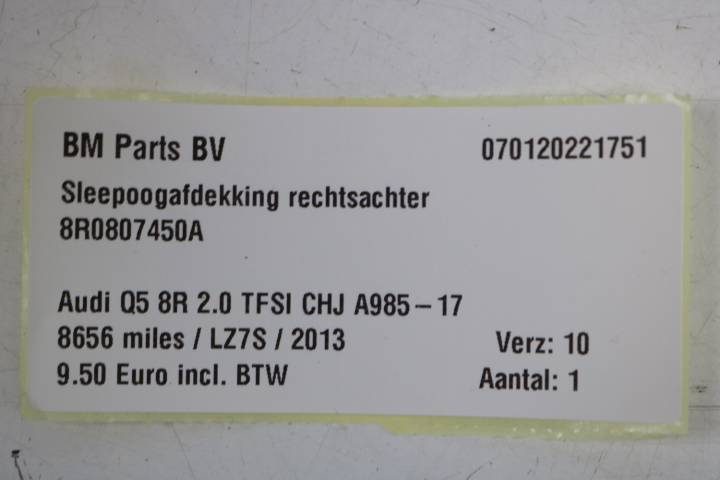 BM Parts BV 070120221751
Sleepoogafdekking rechtsachter
8R0807450A
Audi Q5 8R 2.0 TFSI CHJ A985-17
8656 miles / LZ7S / 2013 Verz: 10
9.50 Euro incl. BTW Aantal: 1